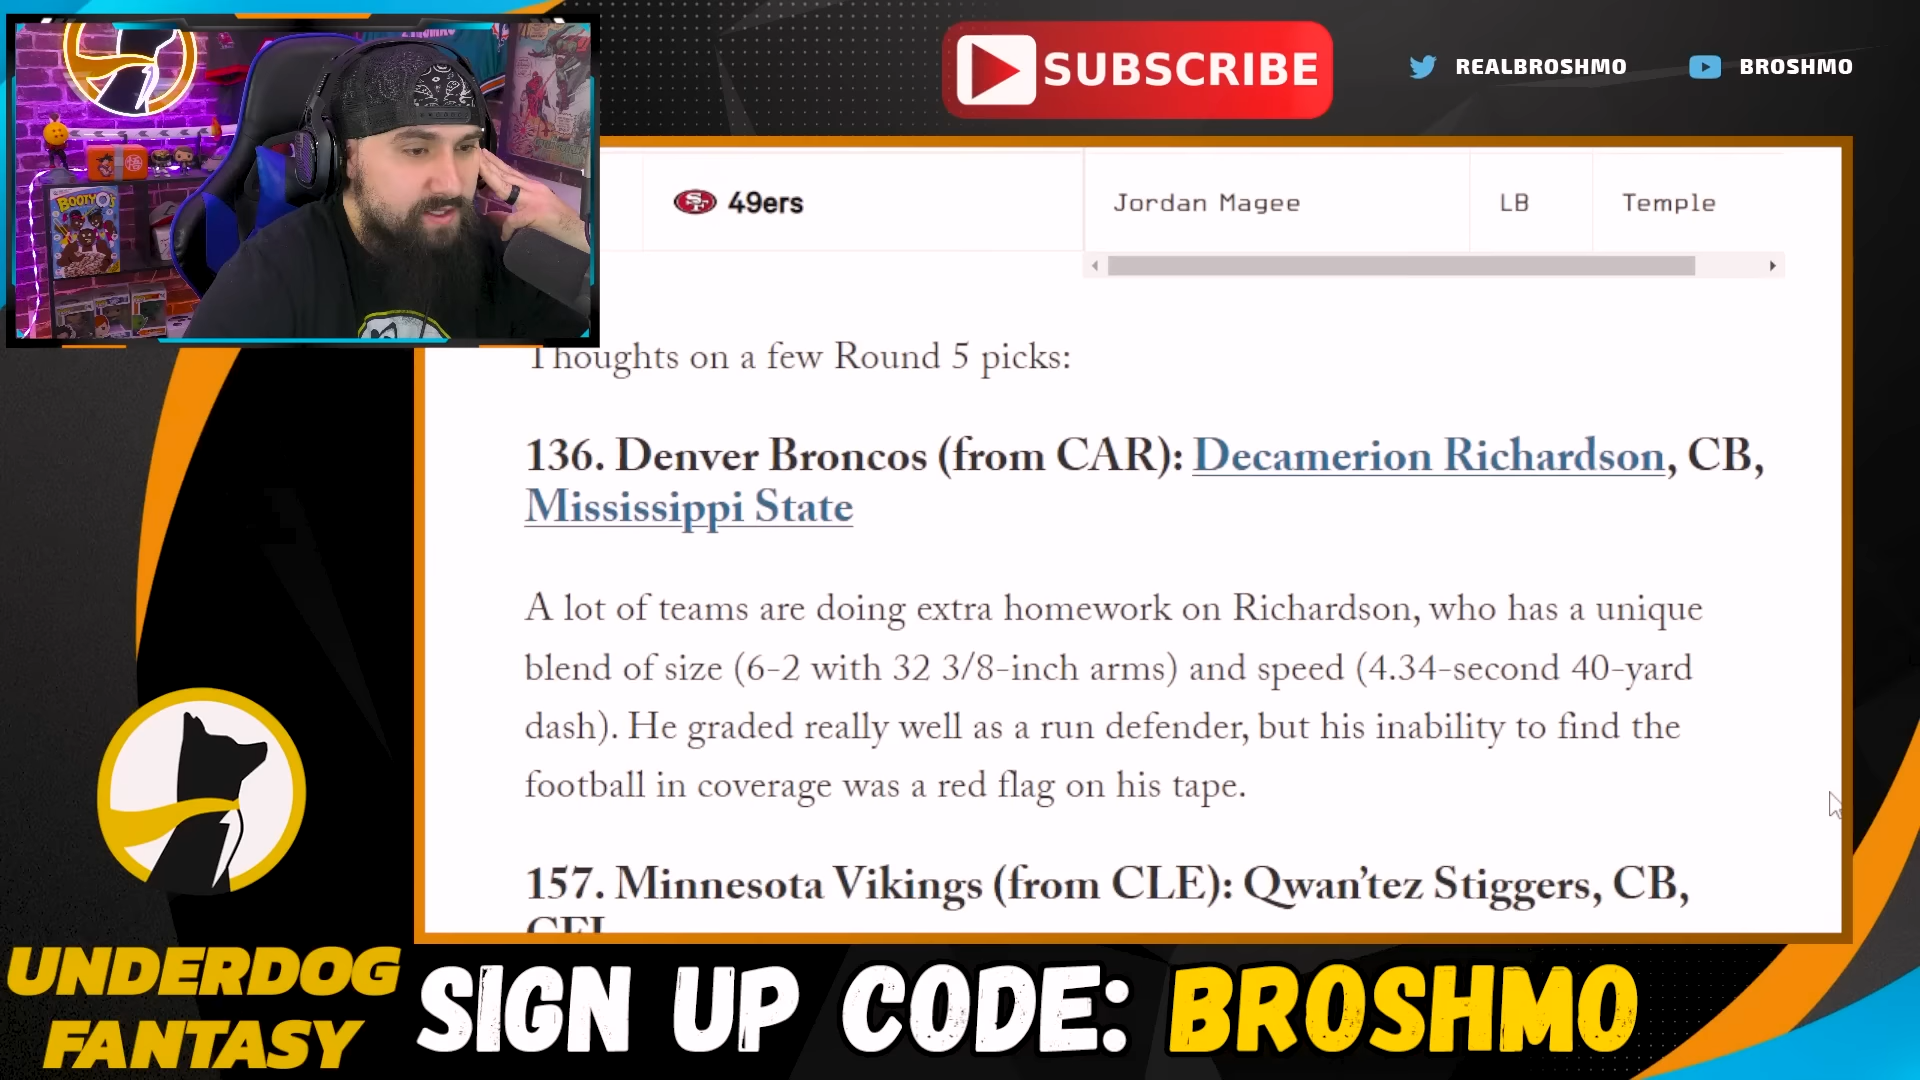 SUBSCRIBE
REALBROSHMO
BROSHMO
BOOTY O's
49ers Jordan Magee LB Temple
Thoughts on a few Round 5 picks:
136. Denver Broncos (from CAR): Decamerion Richardson, CB,
Mississippi State
A lot of teams are doing extra homework on Richardson, who has a unique
blend of size (6-2 with 32 3/8-inch arms) and speed (4.34-second 40-yard
dash). He graded really well as a run defender, but his inability to find the
football in coverage was a red flag on his tape.
157. Minnesota Vikings (from CLE): Qwan'tez Stiggers, CB,
UNDERDOG
FANTASY
SIGN UP CODE: BROSHMO